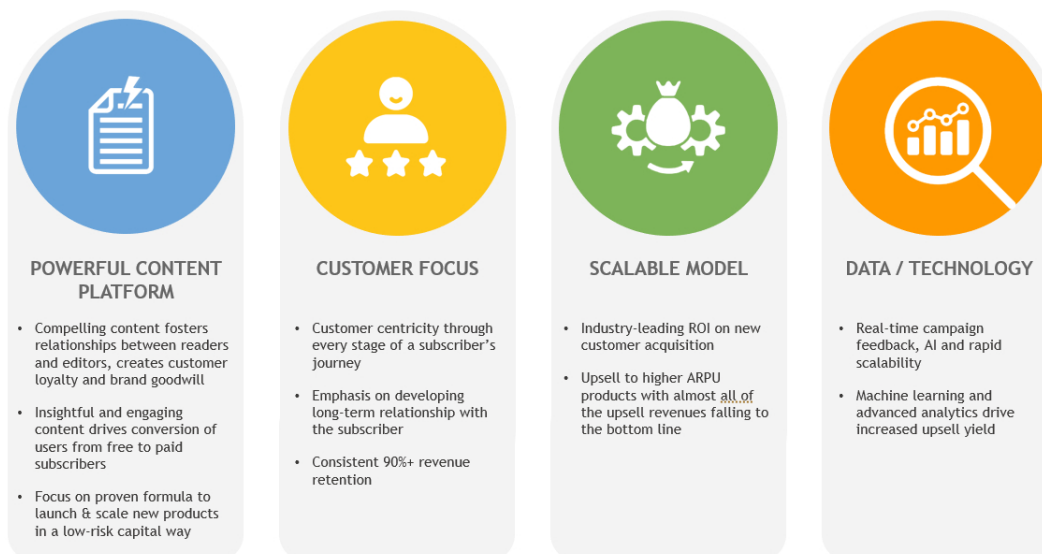 POWERFUL CONTENT
PLATFORM
• Compelling content fosters
relationships between readers
and editors, creates customer
loyalty and brand goodwill
• Insightful and engaging
content drives conversion of
users from free to paid
subscribers
• Focus on proven formula to
launch & scale new products
in a low-risk capital way
CUSTOMER FOCUS
• Customer centricity through
every stage of a subscriber's
journey
• Emphasis on developing
long-term relationship with
the subscriber
• Consistent 90%+ revenue
retention
SCALABLE MODEL
• Industry-leading ROI on new
customer acquisition
• Upsell to higher ARPU
products with almost all of
the upsell revenues falling to
the bottom line
DATA / TECHNOLOGY
• Real-time campaign
feedback, AI and rapid
scalability
• Machine learning and
advanced analytics drive
increased upsell yield